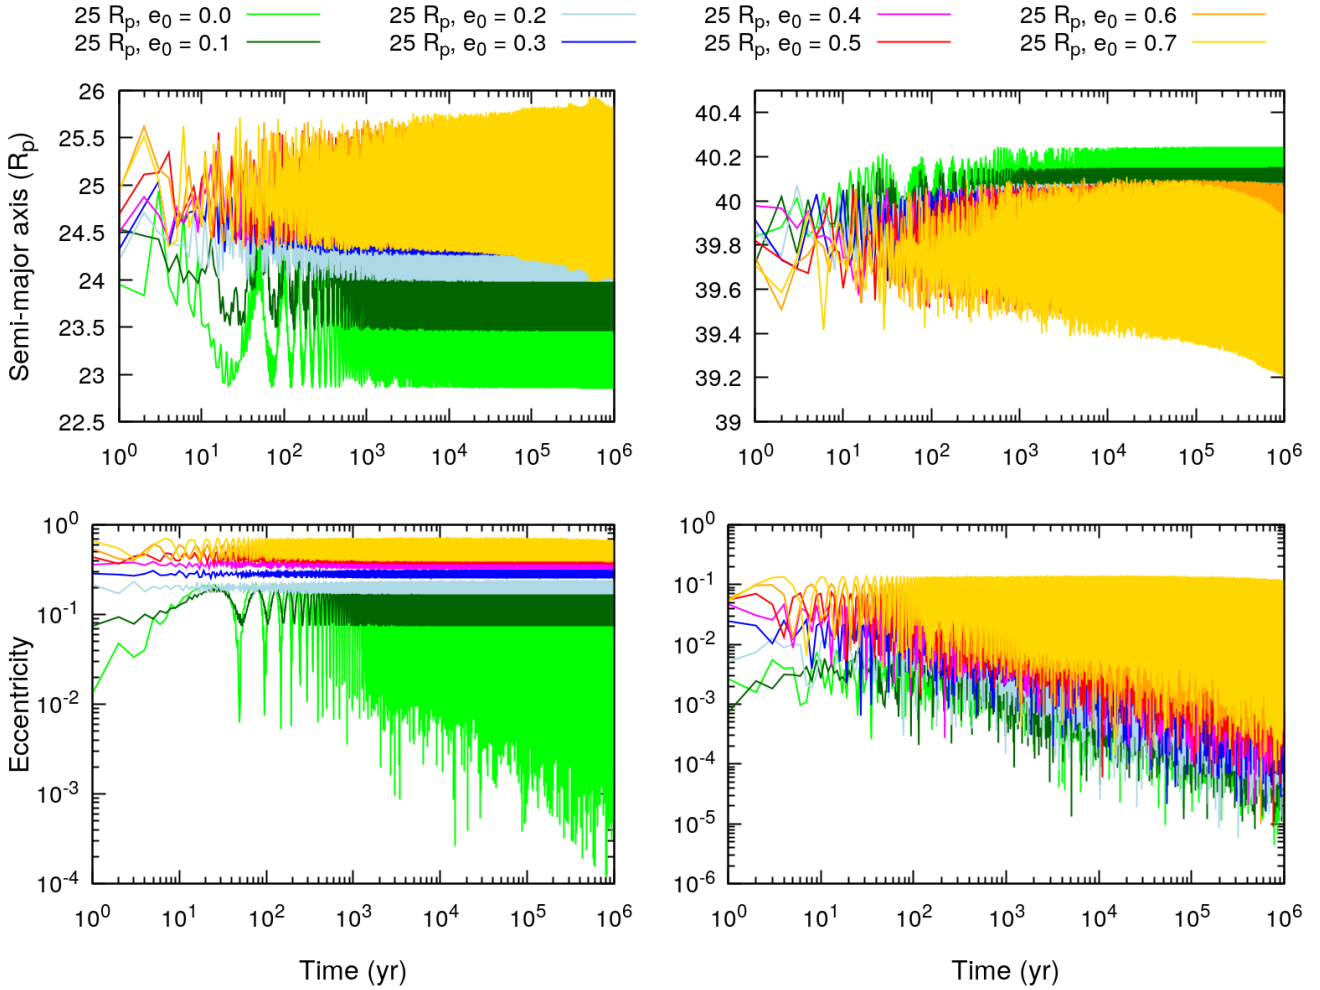 25 Rp, e0 = 0.0 25 Rp, e0 = 0.2 25 Rp, e0 = 0.4 25 Rp, e0 = 0.6
25 Rp, e0 = 0.1 25 Rp, e0 = 0.3 25 Rp, e0 = 0.5 25 Rp, e0 = 0.7
Semi-major axis (Rp)
26
25.5
25
24.5
24
23.5
23
22.5
10^0 10^1 10^2 10^3 10^4 10^5 10^6
40.4
40.2
40
39.8
39.6
39.4
39.2
39
10^0 10^1 10^2 10^3 10^4 10^5 10^6
Eccentricity
10^0
10^-1
10^-2
10^-3
10^-4
10^0 10^1 10^2 10^3 10^4 10^5 10^6
Time (yr)
10^0
10^-1
10^-2
10^-3
10^-4
10^-5
10^-6
10^0 10^1 10^2 10^3 10^4 10^5 10^6
Time (yr)